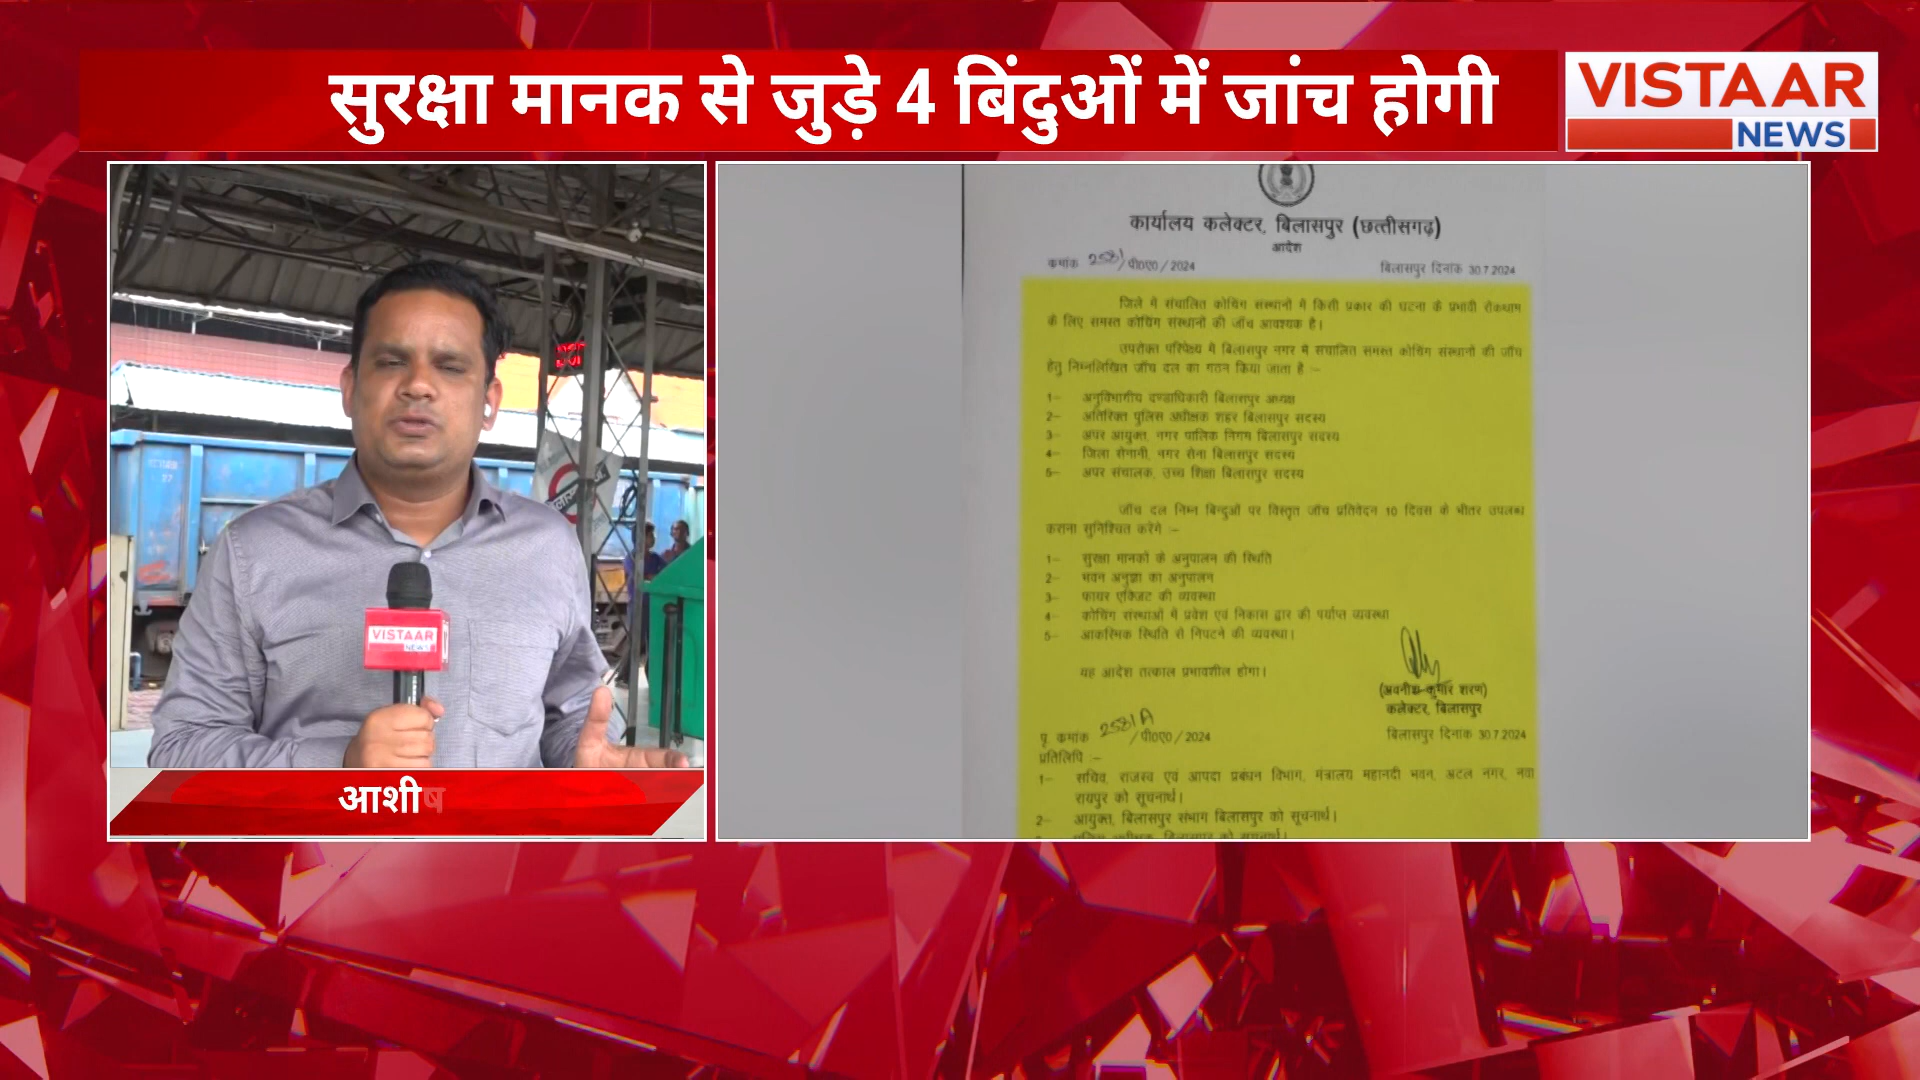 सुरक्षा मानक से जुड़े 4 बिंदुओं में जांच होगी
VISTAAR
NEWS
कार्यालय कलेक्टर, बिलासपुर (छत्तीसगढ़)
आदेश
क्रमांक 2581/पी०ए०/2024
बिलासपुर दिनांक 30.7.2024
जिले में संचालित कोचिंग संस्थानों में किसी प्रकार की घटना के प्रभावी रोकथाम
के लिए समस्त कोचिंग संस्थानों की जाँच आवश्यक है।
उपरोक्त परिपेक्ष्य में बिलासपुर नगर में संचालित समस्त कोचिंग संस्थानों की जाँच
हेतु निम्नलिखित जाँच दल का गठन किया जाता है :-
1- अनुविभागीय दण्डाधिकारी बिलासपुर अध्यक्ष
2- अतिरिक्त पुलिस अधीक्षक शहर बिलासपुर सदस्य
3- अपर आयुक्त, नगर पालिक निगम बिलासपुर सदस्य
4- जिला सेनानी, नगर सेना बिलासपुर सदस्य
5- अपर संचालक, उच्च शिक्षा बिलासपुर सदस्य
जाँच दल निम्न बिन्दुओं पर विस्तृत जाँच प्रतिवेदन 10 दिवस के भीतर उपलब्ध
कराना सुनिश्चित करेंगे :-
1- सुरक्षा मानकों के अनुपालन की स्थिति
2- भवन अनुज्ञा का अनुपालन
3- फायर एक्जिट की व्यवस्था
4- कोचिंग संस्थाओं में प्रवेश एवं निकास द्वार की पर्याप्त व्यवस्था
5- आकस्मिक स्थिति से निपटने की व्यवस्था।
यह आदेश तत्काल प्रभावशील होगा।
(अवनीश कुमार शरण)
कलेक्टर, बिलासपुर
पृ. क्रमांक 2581A/पी०ए०/2024
बिलासपुर दिनांक 30.7.2024
प्रतिलिपि :-
1- सचिव, राजस्व एवं आपदा प्रबंधन विभाग, मंत्रालय महानदी भवन, अटल नगर, नवा
रायपुर को सूचनार्थ।
2- आयुक्त, बिलासपुर संभाग बिलासपुर को सूचनार्थ।
VISTAAR
NEWS
आशीष